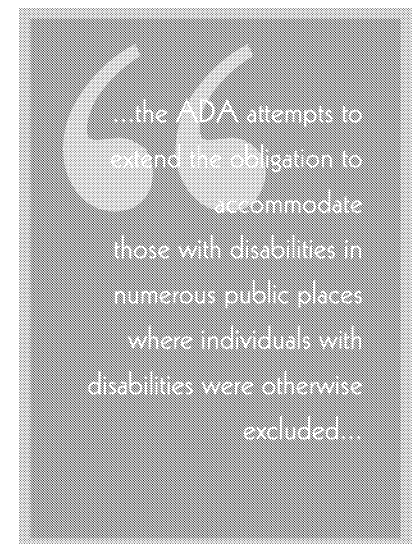 ...the ADA attempts to
extend the obligation to
accommodate
those with disabilities in
numerous public places
where individuals with
disabilities were otherwise
excluded...